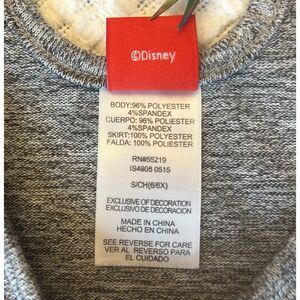 ©Disney
BODY:96% POLYESTER
4%SPANDEX
CUERPO: 96% POLIESTER
4%SPANDEX
SKIRT:100% POLYESTER
FALDA: 100% POLIESTER
RN#55219
IS4905 0515
S/CH(6/6X)
EXCLUSIVE OF DECORATION
EXCLUSIVO DE DECORACION
MADE IN CHINA
HECHO EN CHINA
SEE REVERSE FOR CARE
VER AL REVERSO PARA
EL CUIDADO